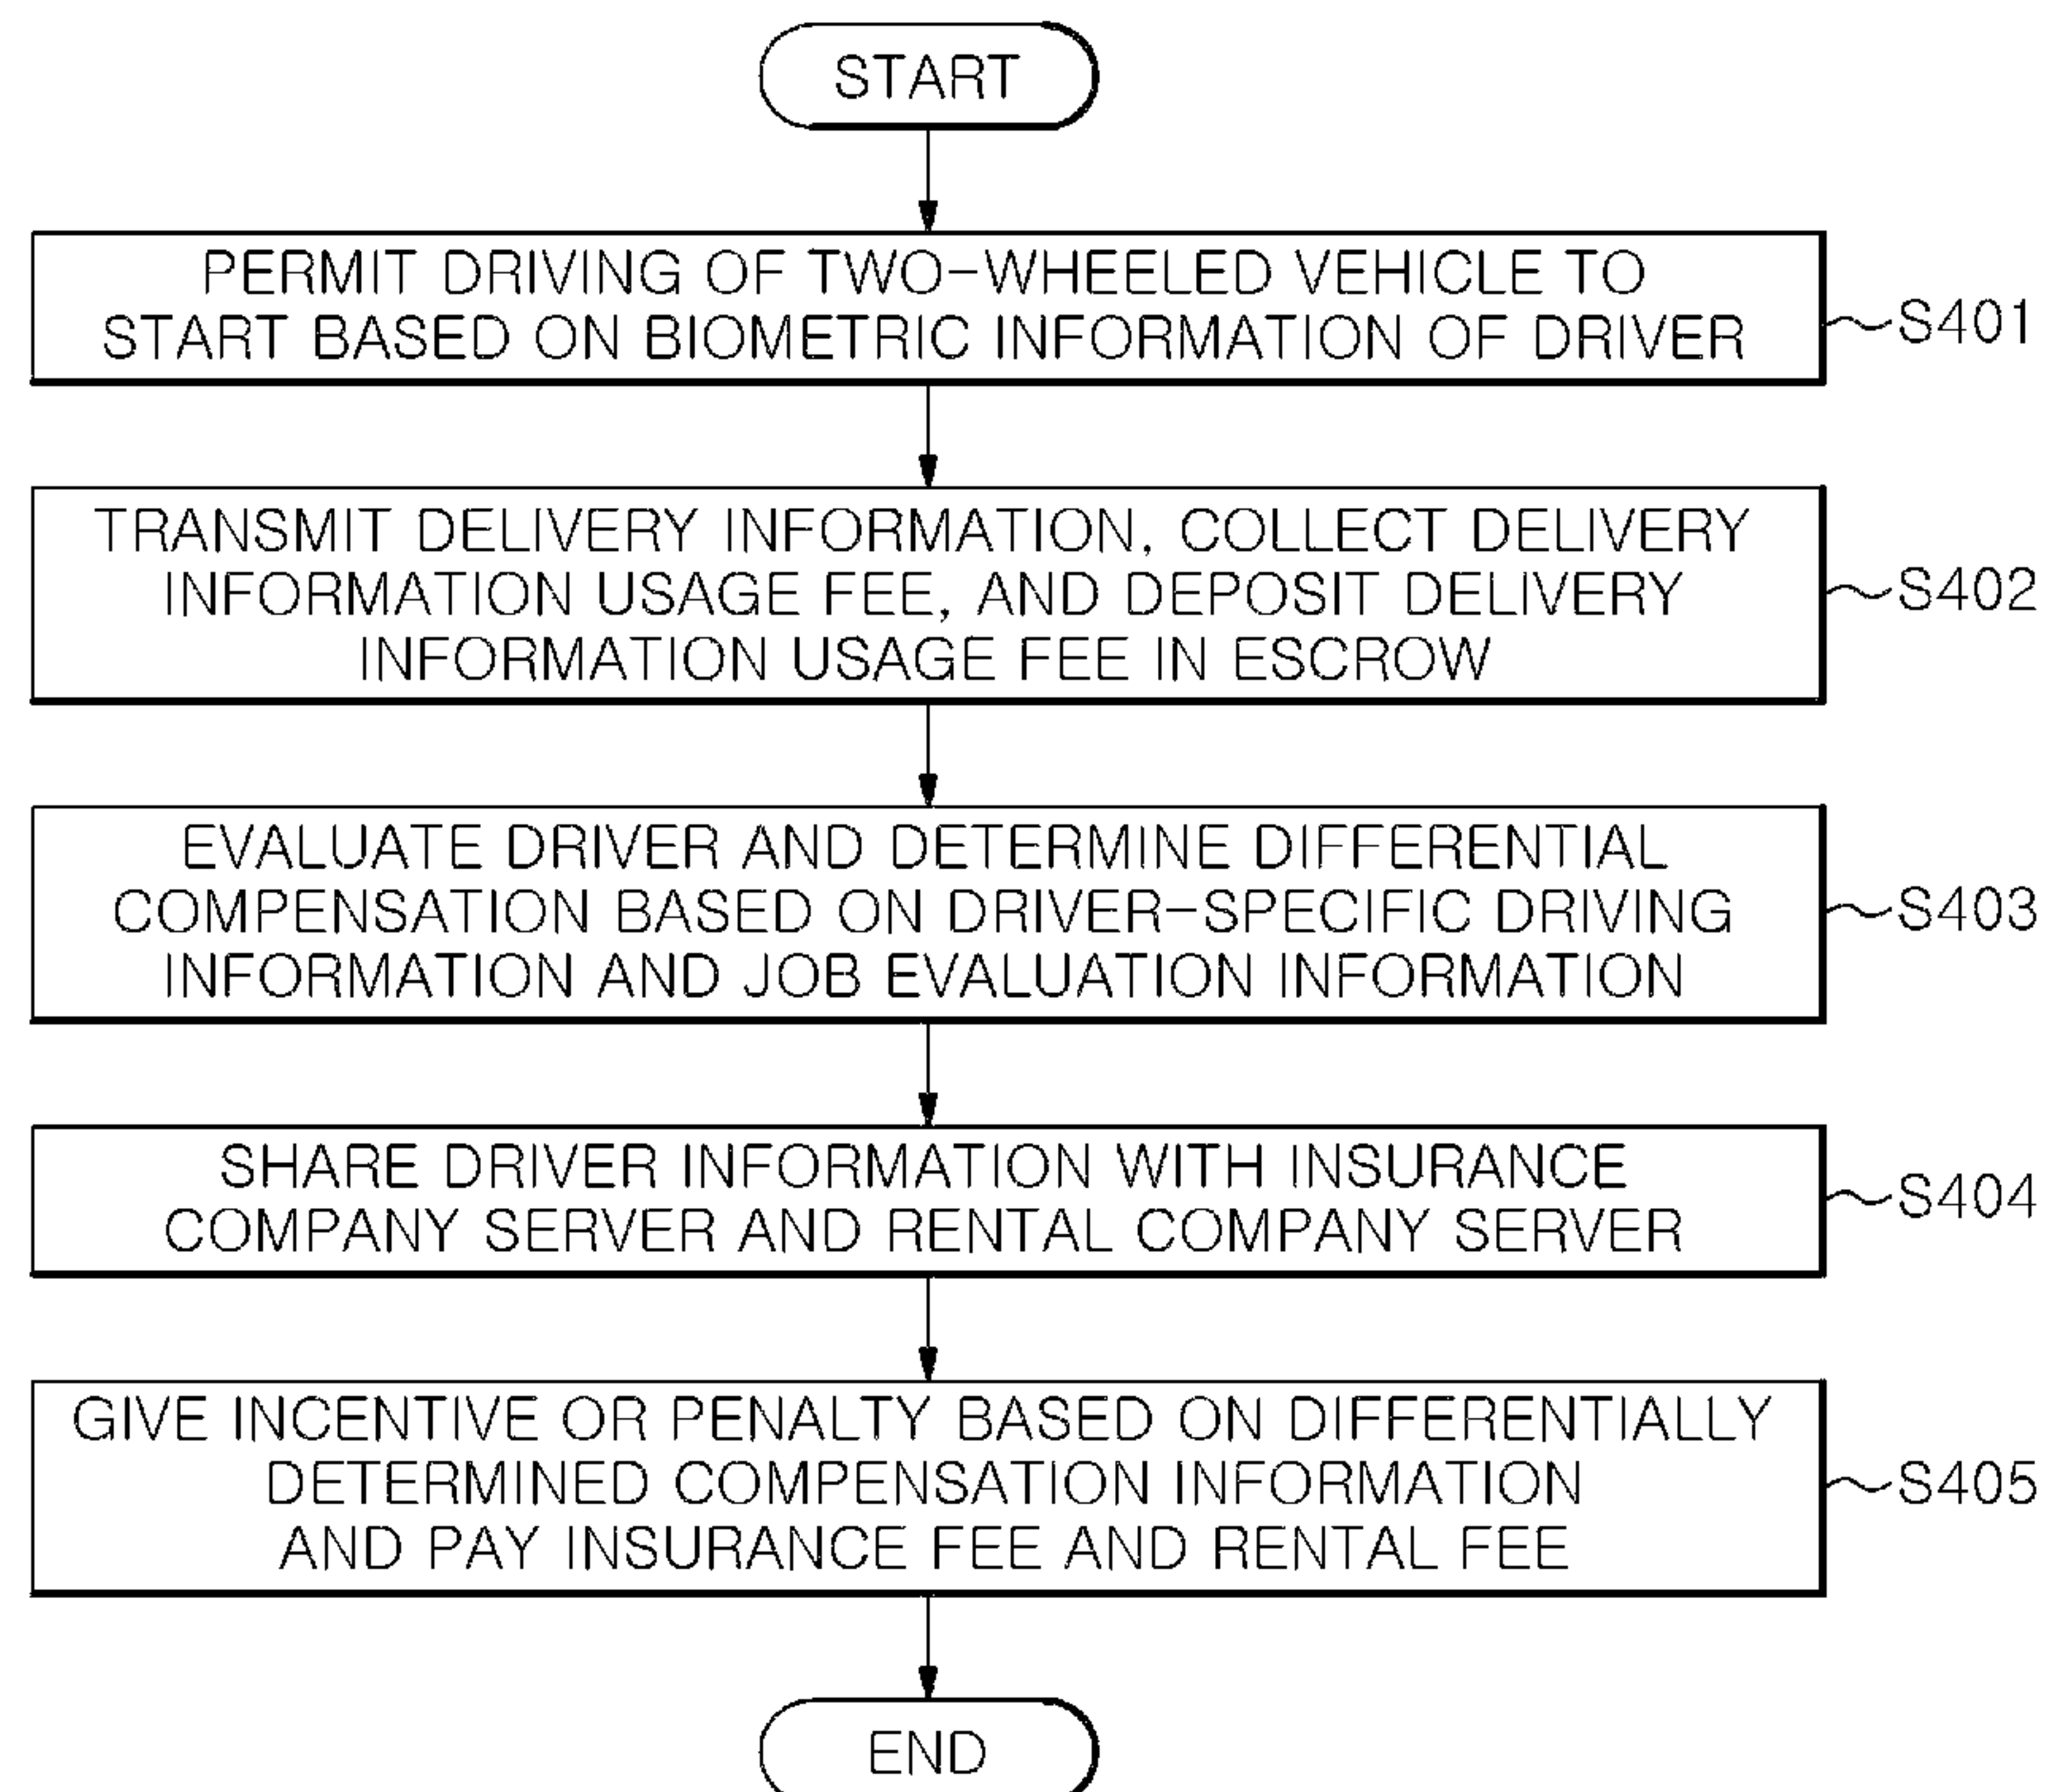 START
PERMIT DRIVING OF TWO-WHEELED VEHICLE TO
START BASED ON BIOMETRIC INFORMATION OF DRIVER
S401
TRANSMIT DELIVERY INFORMATION, COLLECT DELIVERY
INFORMATION USAGE FEE, AND DEPOSIT DELIVERY
INFORMATION USAGE FEE IN ESCROW
S402
EVALUATE DRIVER AND DETERMINE DIFFERENTIAL
COMPENSATION BASED ON DRIVER-SPECIFIC DRIVING
INFORMATION AND JOB EVALUATION INFORMATION
S403
SHARE DRIVER INFORMATION WITH INSURANCE
COMPANY SERVER AND RENTAL COMPANY SERVER
S404
GIVE INCENTIVE OR PENALTY BASED ON DIFFERENTIALLY
DETERMINED COMPENSATION INFORMATION
AND PAY INSURANCE FEE AND RENTAL FEE
S405
END